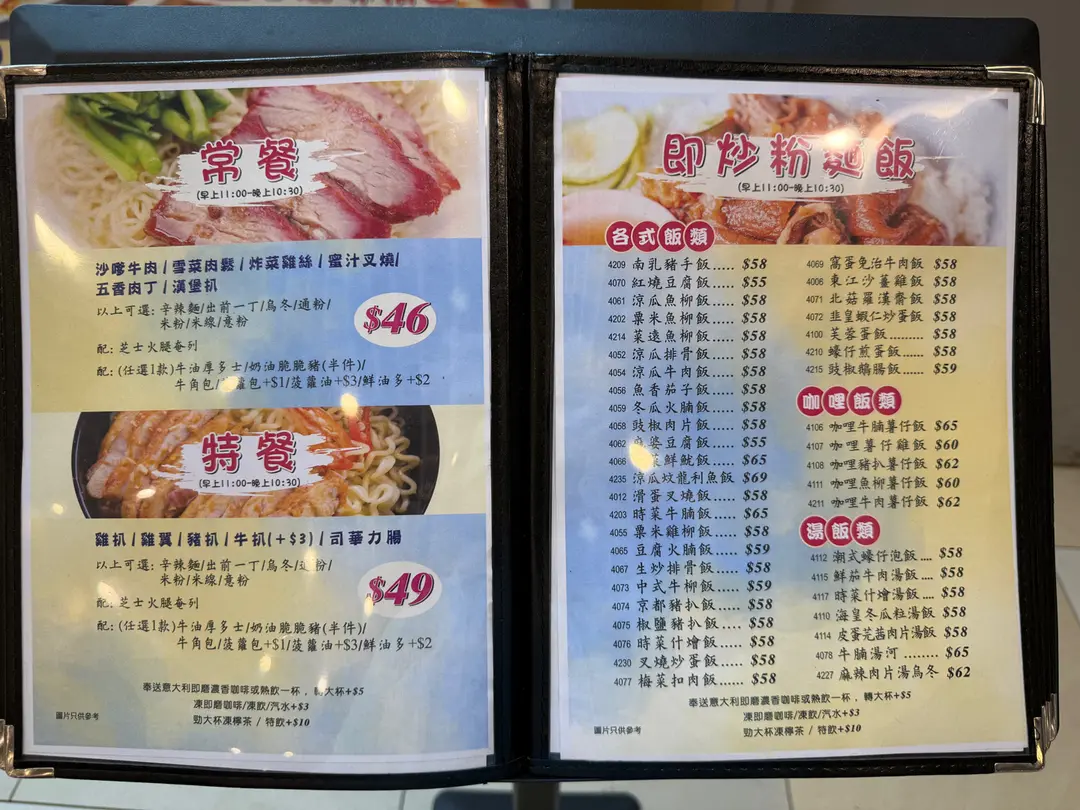 常餐
(早上11:00-晚上10:30)
沙嗲牛肉/雪菜肉鬆/炸菜雞絲/蜜汁叉燒/
五香肉丁/漢堡扒
以上可選: 辛辣麵/出前一丁/烏冬/通粉/
米粉/米線/意粉
$46
配: 芝士火腿奄列
配: (任選1款)牛油厚多士/奶油脆脆豬(半件)/
牛角包/菠蘿包+$1/菠蘿油+$3/鮮油多+$2
特餐
(早上11:00-晚上10:30)
雞扒/雞翼/豬扒/牛扒(+$3)/司華力腸
以上可選: 辛辣麵/出前一丁/烏冬/通粉/
米粉/米線/意粉
$49
配: 芝士火腿奄列
配: (任選1款)牛油厚多士/奶油脆脆豬(半件)/
牛角包/菠蘿包+$1/菠蘿油+$3/鮮油多+$2
奉送意大利即磨濃香咖啡或熱飲一杯，轉大杯+$5
凍即磨咖啡/凍飲/汽水+$3
勁大杯凍檸茶 / 特飲+$10
圖片只供參考
即炒粉麵飯
(早上11:00-晚上10:30)
各式飯類
4209 南乳豬手飯..... $58
4070 紅燒豆腐飯..... $55
4061 涼瓜魚柳飯..... $58
4202 粟米魚柳飯..... $58
4214 菜遠魚柳飯..... $58
4052 涼瓜排骨飯..... $58
4054 涼瓜牛肉飯..... $58
4056 魚香茄子飯..... $58
4059 冬瓜火腩飯..... $58
4058 豉椒肉片飯..... $58
4062 麻婆豆腐飯..... $55
4066 菜鮮魷飯..... $65
4235 涼瓜炆龍利魚飯 $69
4012 滑蛋叉燒飯..... $58
4203 時菜牛腩飯..... $65
4055 粟米雞柳飯..... $58
4065 豆腐火腩飯..... $59
4067 生炒排骨飯..... $58
4073 中式牛柳飯..... $59
4074 京都豬扒飯..... $58
4075 椒鹽豬扒飯..... $58
4076 時菜什燴飯..... $58
4230 叉燒炒蛋飯..... $58
4077 梅菜扣肉飯..... $58
4069 窩蛋免治牛肉飯 $58
4006 東江沙薑雞飯 $58
4071 北菇羅漢齋飯 $58
4072 韭皇蝦仁炒蛋飯 $58
4100 芙蓉蛋飯......... $58
4210 蠔仔煎蛋飯..... $58
4215 豉椒鵝腸飯..... $59
咖哩飯類
4106 咖哩牛腩薯仔飯 $65
4107 咖哩薯仔雞飯 $60
4108 咖哩豬扒薯仔飯 $62
4111 咖哩魚柳薯仔飯 $60
4211 咖哩牛肉薯仔飯 $62
湯飯類
4112 潮式蠔仔泡飯.... $58
4115 鮮茄牛肉湯飯.... $58
4117 時菜什燴湯飯.... $58
4110 海皇冬瓜粒湯飯 $58
4114 皮蛋芫茜肉片湯飯 $58
4078 牛腩湯河......... $65
4227 麻辣肉片湯烏冬 $62
奉送意大利即磨濃香咖啡或熱飲一杯，轉大杯+$5
凍即磨咖啡/凍飲/汽水+$3
勁大杯凍檸茶 / 特飲+$10
圖片只供參考